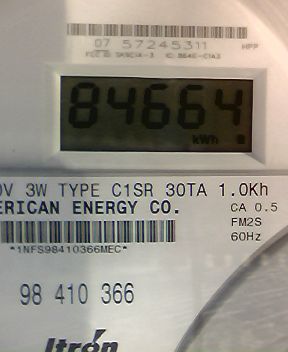 07 57245311
84664
kWh
0V 3W TYPE C1SR 30TA 1.0Kh
ERICAN ENERGY CO.
CA 0.5
FM2S
60Hz
*1NFS98410366MEC*
98 410 366
Itrón